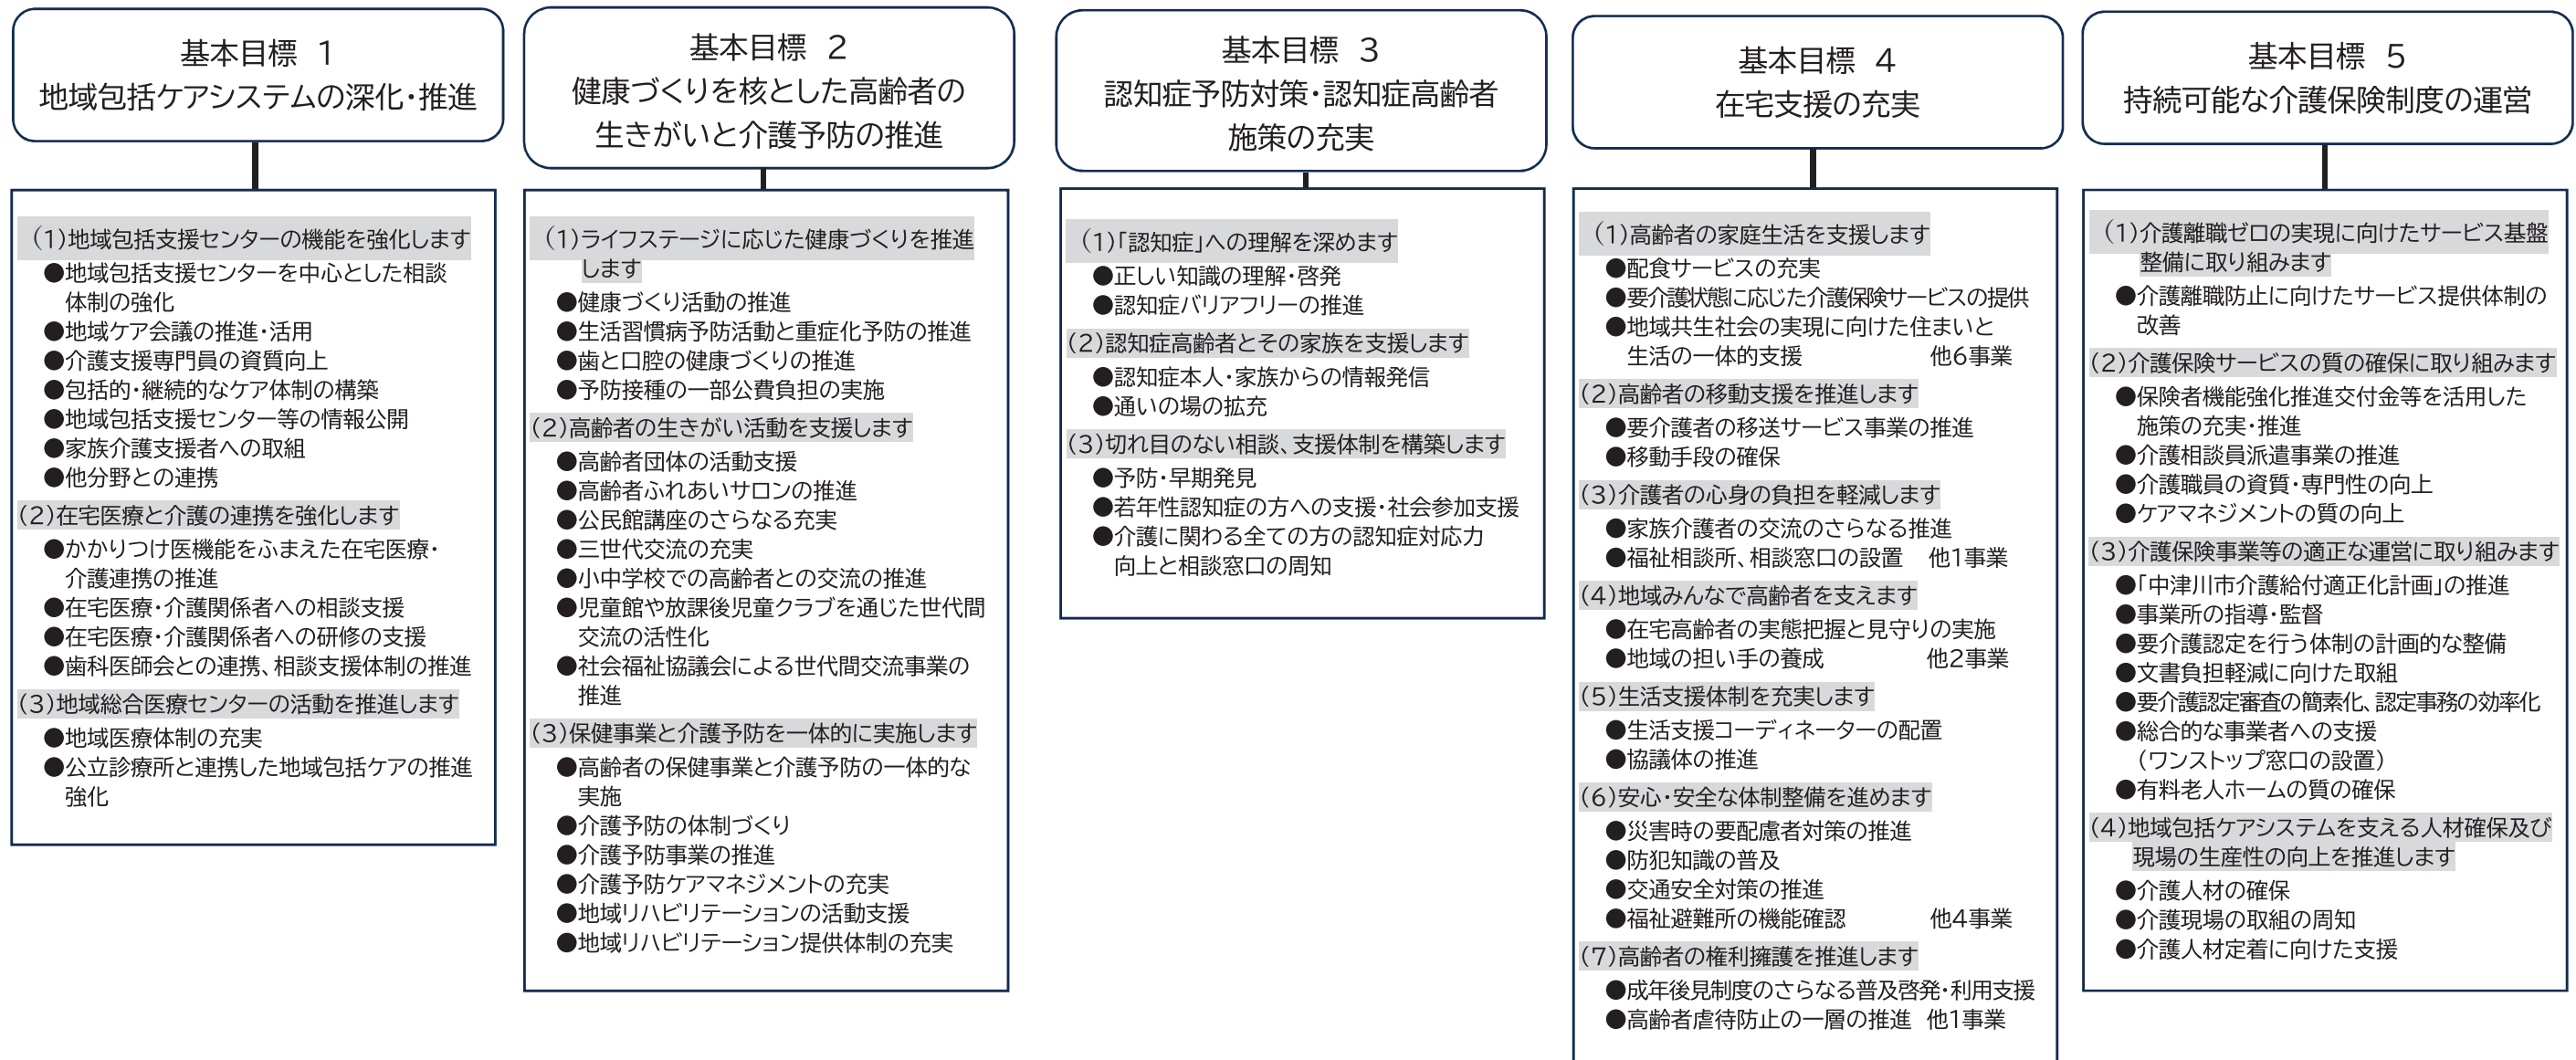 基本目標　1
地域包括ケアシステムの深化・推進
（1）地域包括支援センターの機能を強化します
●地域包括支援センターを中心とした相談
体制の強化
●地域ケア会議の推進・活用
●介護支援専門員の資質向上
●包括的・継続的なケア体制の構築
●地域包括支援センター等の情報公開
●家族介護支援者への取組
●他分野との連携
（2）在宅医療と介護の連携を強化します
●かかりつけ医機能をふまえた在宅医療・
介護連携の推進
●在宅医療・介護関係者への相談支援
●在宅医療・介護関係者への研修の支援
●歯科医師会との連携、相談支援体制の推進
（3）地域総合医療センターの活動を推進します
●地域医療体制の充実
●公立診療所と連携した地域包括ケアの推進
強化
基本目標　2
健康づくりを核とした高齢者の
生きがいと介護予防の推進
（1）ライフステージに応じた健康づくりを推進
します
●健康づくり活動の推進
●生活習慣病予防活動と重症化予防の推進
●歯と口腔の健康づくりの推進
●予防接種の一部公費負担の実施
（2）高齢者の生きがい活動を支援します
●高齢者団体の活動支援
●高齢者ふれあいサロンの推進
●公民館講座のさらなる充実
●三世代交流の充実
●小中学校での高齢者との交流の推進
●児童館や放課後児童クラブを通じた世代間
交流の活性化
●社会福祉協議会による世代間交流事業の
推進
（3）保健事業と介護予防を一体的に実施します
●高齢者の保健事業と介護予防の一体的な
実施
●介護予防の体制づくり
●介護予防事業の推進
●介護予防ケアマネジメントの充実
●地域リハビリテーションの活動支援
●地域リハビリテーション提供体制の充実
基本目標　3
認知症予防対策・認知症高齢者
施策の充実
（1）「認知症」への理解を深めます
●正しい知識の理解・啓発
●認知症バリアフリーの推進
（2）認知症高齢者とその家族を支援します
●認知症本人・家族からの情報発信
●通いの場の拡充
（3）切れ目のない相談、支援体制を構築します
●予防・早期発見
●若年性認知症の方への支援・社会参加支援
●介護に関わる全ての方の認知症対応力
向上と相談窓口の周知
基本目標　4
在宅支援の充実
（1）高齢者の家庭生活を支援します
●配食サービスの充実
●要介護状態に応じた介護保険サービスの提供
●地域共生社会の実現に向けた住まいと
生活の一体的支援　他6事業
（2）高齢者の移動支援を推進します
●要介護者の移送サービス事業の推進
●移動手段の確保
（3）介護者の心身の負担を軽減します
●家族介護者の交流のさらなる推進
●福祉相談所、相談窓口の設置　他1事業
（4）地域みんなで高齢者を支えます
●在宅高齢者の実態把握と見守りの実施
●地域の担い手の養成　他2事業
（5）生活支援体制を充実します
●生活支援コーディネーターの配置
●協議体の推進
（6）安心・安全な体制整備を進めます
●災害時の要配慮者対策の推進
●防犯知識の普及
●交通安全対策の推進
●福祉避難所の機能確認　他4事業
（7）高齢者の権利擁護を推進します
●成年後見制度のさらなる普及啓発・利用支援
●高齢者虐待防止の一層の推進　他1事業
基本目標　5
持続可能な介護保険制度の運営
（1）介護離職ゼロの実現に向けたサービス基盤
整備に取り組みます
●介護離職防止に向けたサービス提供体制の
改善
（2）介護保険サービスの質の確保に取り組みます
●保険者機能強化推進交付金等を活用した
施策の充実・推進
●介護相談員派遣事業の推進
●介護職員の資質・専門性の向上
●ケアマネジメントの質の向上
（3）介護保険事業等の適正な運営に取り組みます
●「中津川市介護給付適正化計画」の推進
●事業所の指導・監督
●要介護認定を行う体制の計画的な整備
●文書負担軽減に向けた取組
●要介護認定審査の簡素化、認定事務の効率化
●総合的な事業者への支援
（ワンストップ窓口の設置）
●有料老人ホームの質の確保
（4）地域包括ケアシステムを支える人材確保及び
現場の生産性の向上を推進します
●介護人材の確保
●介護現場の取組の周知
●介護人材定着に向けた支援